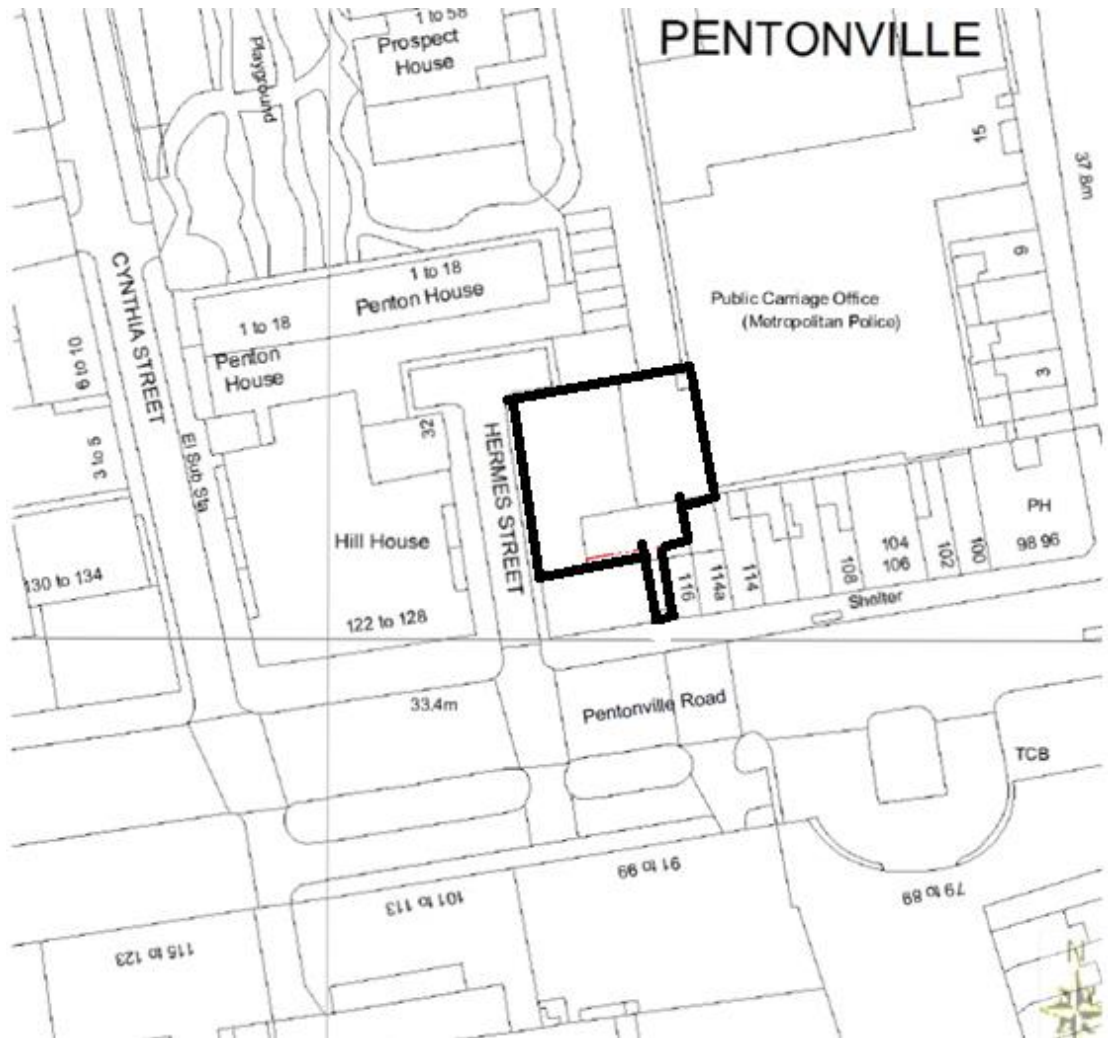 1 to 58
Prospect
House
PENTONVILLE
Playground
15
37.8m
CYNTHIA STREET
1 to 18
Penton House
1 to 18
Penton
House
Public Carriage Office
(Metropolitan Police)
9
3
9 to 10
3 to 5
El Sub Sta
32
HERMES STREET
Hill House
130 to 134
122 to 128
116
114a
114
108
104
106
102
100
PH
98 96
Shelter
33.4m
Pentonville Road
TCB
91 to 99
79 to 89
101 to 113
115 to 123
N